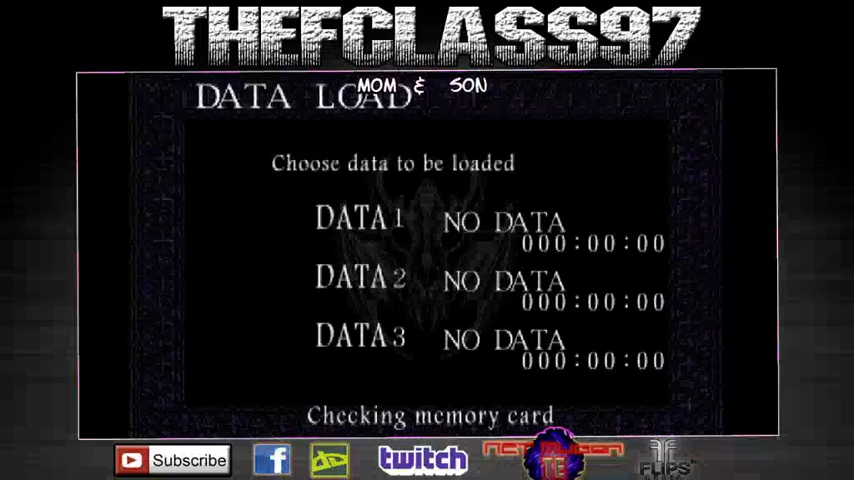 THEFCLASS97
MOM & SON
DATA LOAD
Choose data to be loaded
DATA1 NO DATA
000:00:00
DATA2 NO DATA
000:00:00
DATA3 NO DATA
000:00:00
Checking memory card
Subscribe
twitch
FLIPS